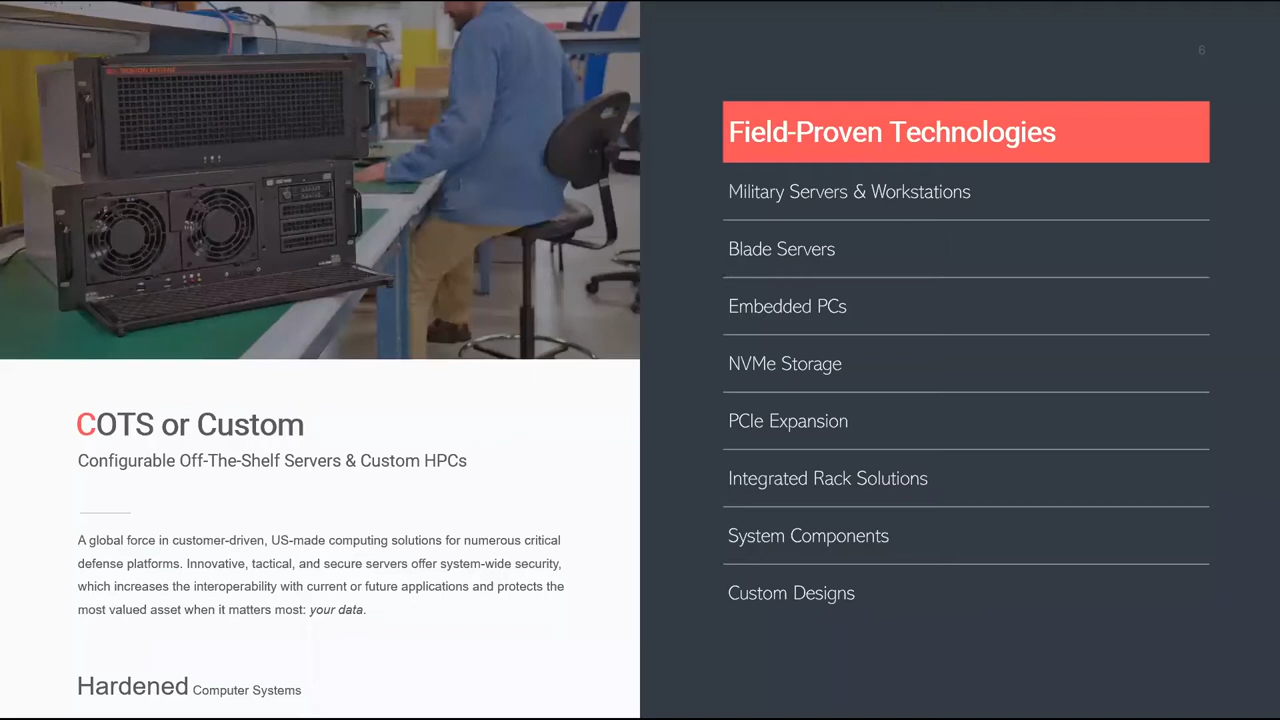 COTS or Custom
Configurable Off-The-Shelf Servers & Custom HPCs
A global force in customer-driven, US-made computing solutions for numerous critical
defense platforms. Innovative, tactical, and secure servers offer system-wide security,
which increases the interoperability with current or future applications and protects the
most valued asset when it matters most: your data.
Hardened Computer Systems
6
Field-Proven Technologies
Military Servers & Workstations
Blade Servers
Embedded PCs
NVMe Storage
PCIe Expansion
Integrated Rack Solutions
System Components
Custom Designs